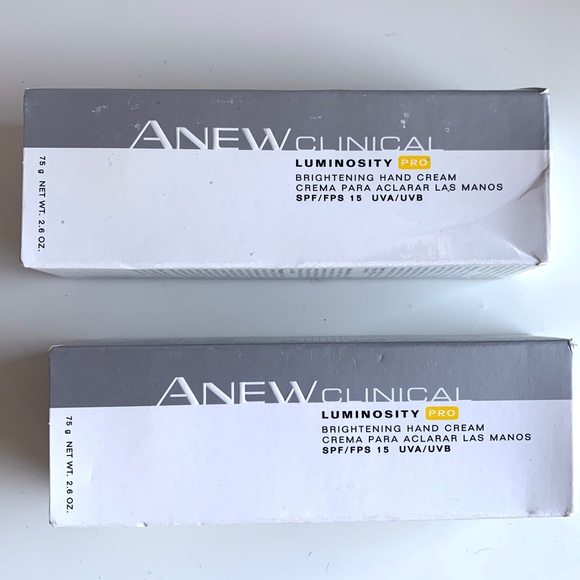 ANEW CLINICAL
LUMINOSITY PRO
BRIGHTENING HAND CREAM
CREMA PARA ACLARAR LAS MANOS
SPF/FPS 15 UVA/UVB
75 g NET WT. 2.6 OZ.
ANEW CLINICAL
LUMINOSITY PRO
BRIGHTENING HAND CREAM
CREMA PARA ACLARAR LAS MANOS
SPF/FPS 15 UVA/UVB
75 g NET WT. 2.6 OZ.